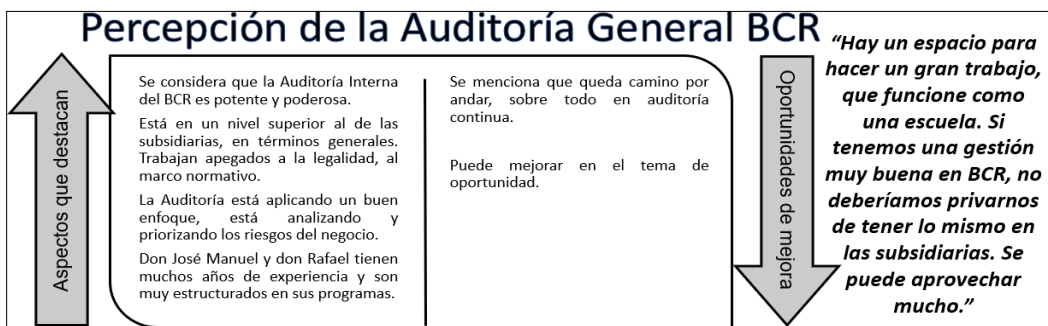 Percepción de la Auditoría General BCR
Aspectos que destacan
Se considera que la Auditoría Interna
del BCR es potente y poderosa.
Está en un nivel superior al de las
subsidiarias, en términos generales.
Trabajan apegados a la legalidad, al
marco normativo.
La Auditoría está aplicando un buen
enfoque, está analizando y
priorizando los riesgos del negocio.
Don José Manuel y don Rafael tienen
muchos años de experiencia y son
muy estructurados en sus programas.
Se menciona que queda camino por
andar, sobre todo en auditoría
continua.
Puede mejorar en el tema de
oportunidad.
Oportunidades de mejora
“Hay un espacio para
hacer un gran trabajo,
que funcione como
una escuela. Si
tenemos una gestión
muy buena en BCR, no
deberíamos privarnos
de tener lo mismo en
las subsidiarias. Se
puede aprovechar
mucho.”